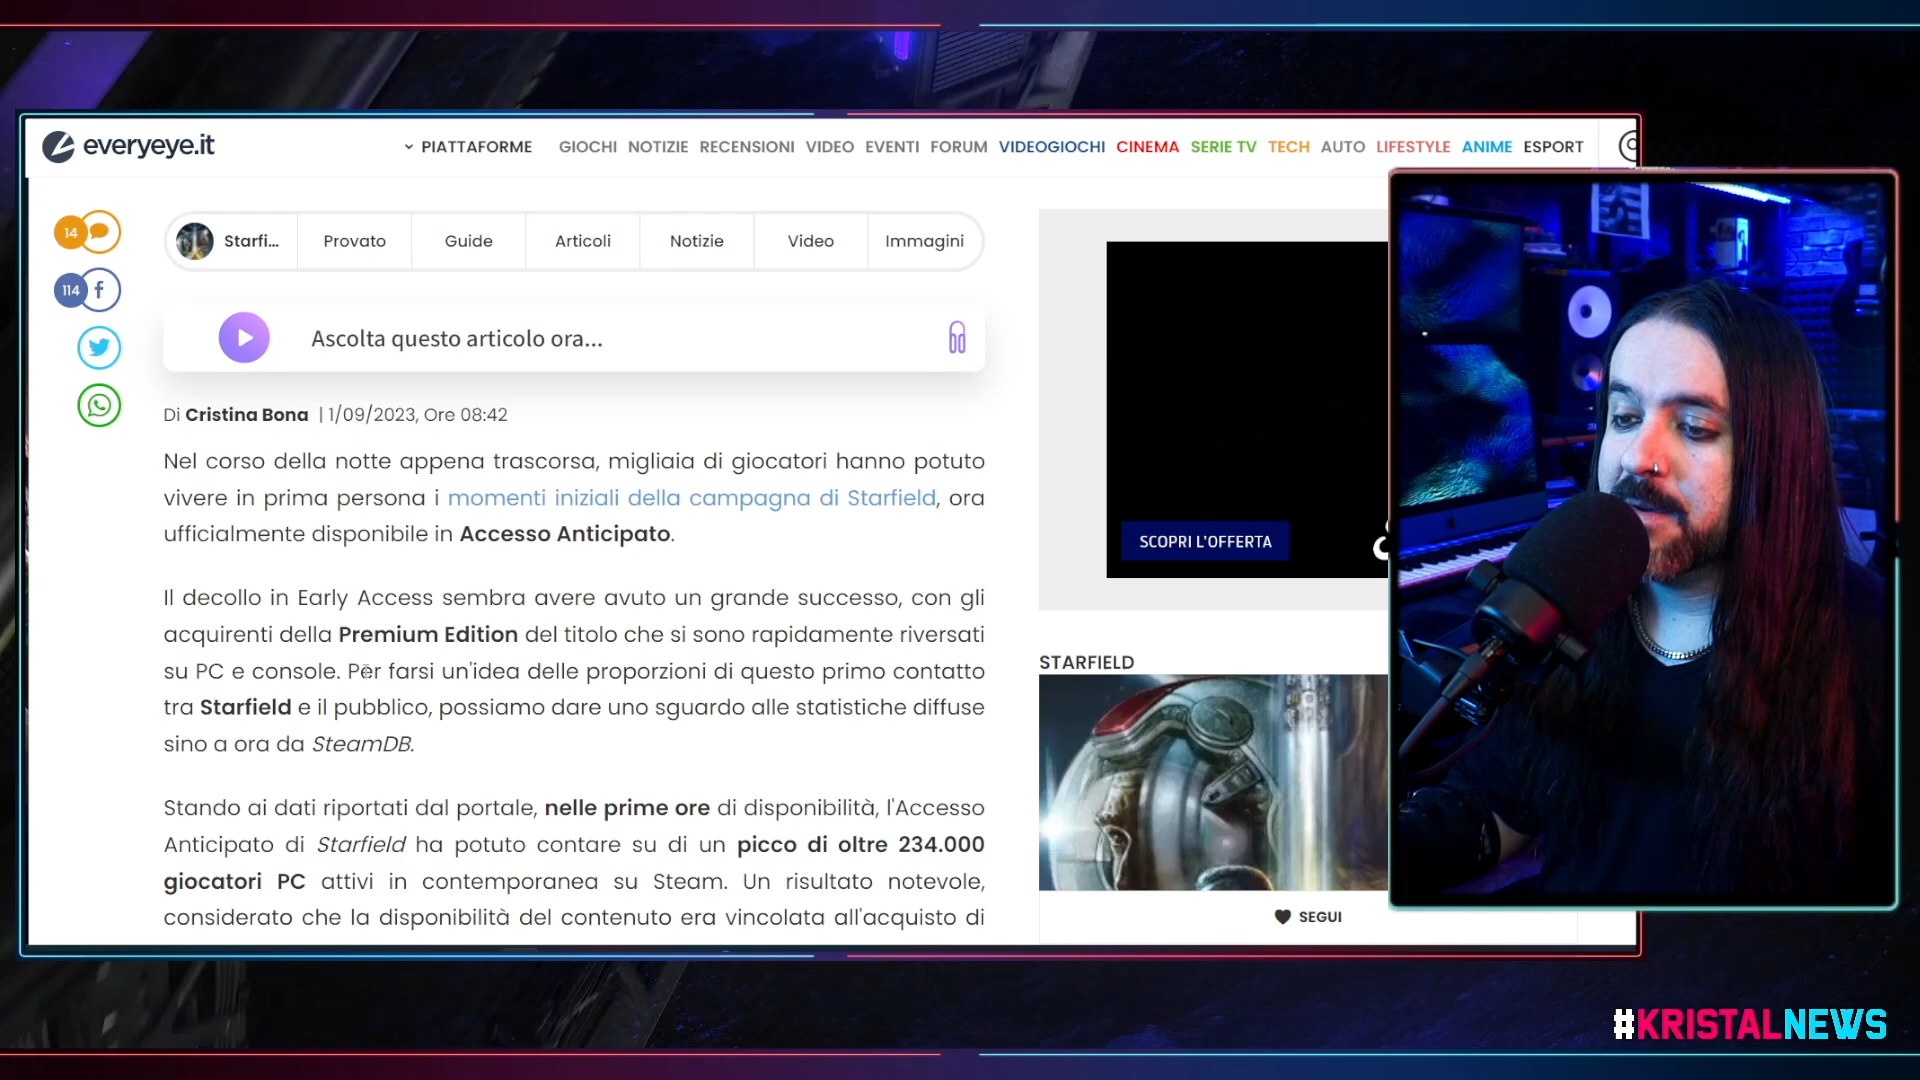 everyeye.it
PIATTAFORME GIOCHI NOTIZIE RECENSIONI VIDEO EVENTI FORUM VIDEOGIOCHI CINEMA SERIE TV TECH AUTO LIFESTYLE ANIME ESPORT
14
114
Starfi... Provato Guide Articoli Notizie Video Immagini
Ascolta questo articolo ora...
Di Cristina Bona | 1/09/2023, Ore 08:42
Nel corso della notte appena trascorsa, migliaia di giocatori hanno potuto
vivere in prima persona i momenti iniziali della campagna di Starfield, ora
ufficialmente disponibile in Accesso Anticipato.
Il decollo in Early Access sembra avere avuto un grande successo, con gli
acquirenti della Premium Edition del titolo che si sono rapidamente riversati
su PC e console. Per farsi un'idea delle proporzioni di questo primo contatto
tra Starfield e il pubblico, possiamo dare uno sguardo alle statistiche diffuse
sino a ora da SteamDB.
Stando ai dati riportati dal portale, nelle prime ore di disponibilità, l'Accesso
Anticipato di Starfield ha potuto contare su di un picco di oltre 234.000
giocatori PC attivi in contemporanea su Steam. Un risultato notevole,
considerato che la disponibilità del contenuto era vincolata all'acquisto di
SCOPRI L'OFFERTA
STARFIELD
SEGUI
#KRISTALNEWS